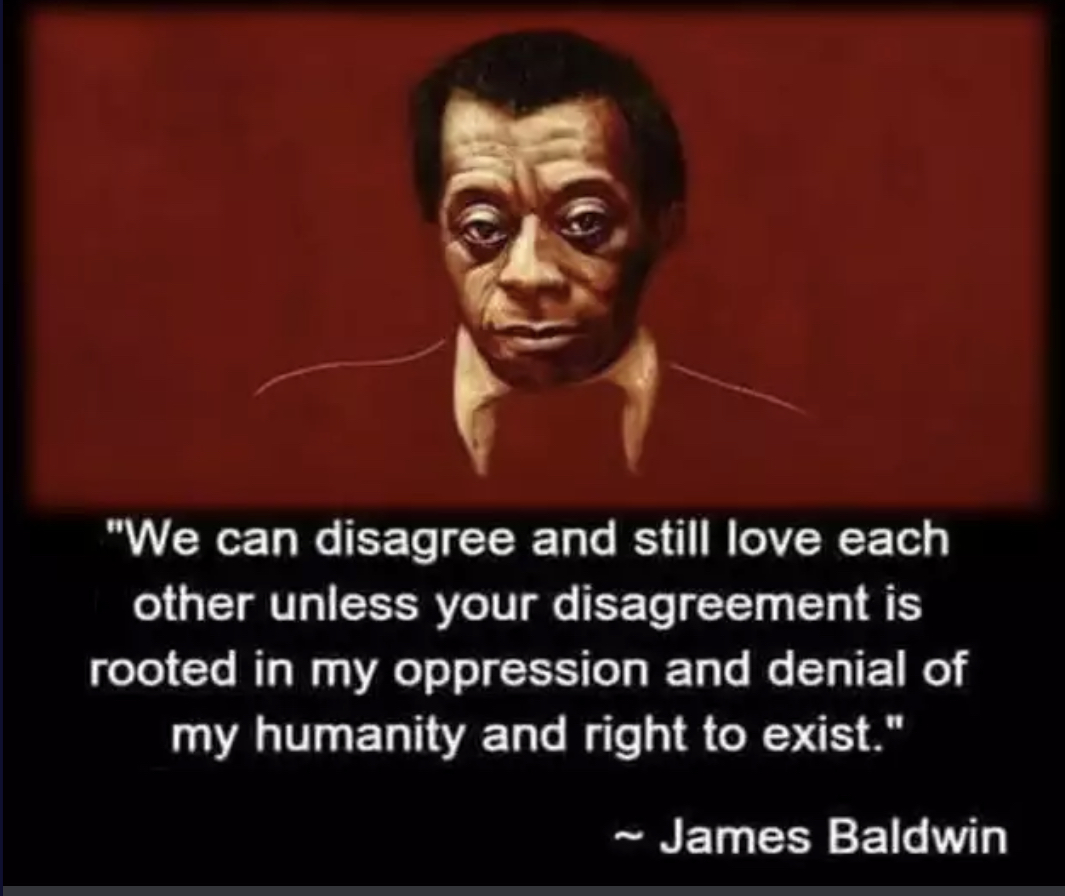 "We can disagree and still love each
other unless your disagreement is
rooted in my oppression and denial of
my humanity and right to exist."
~ James Baldwin